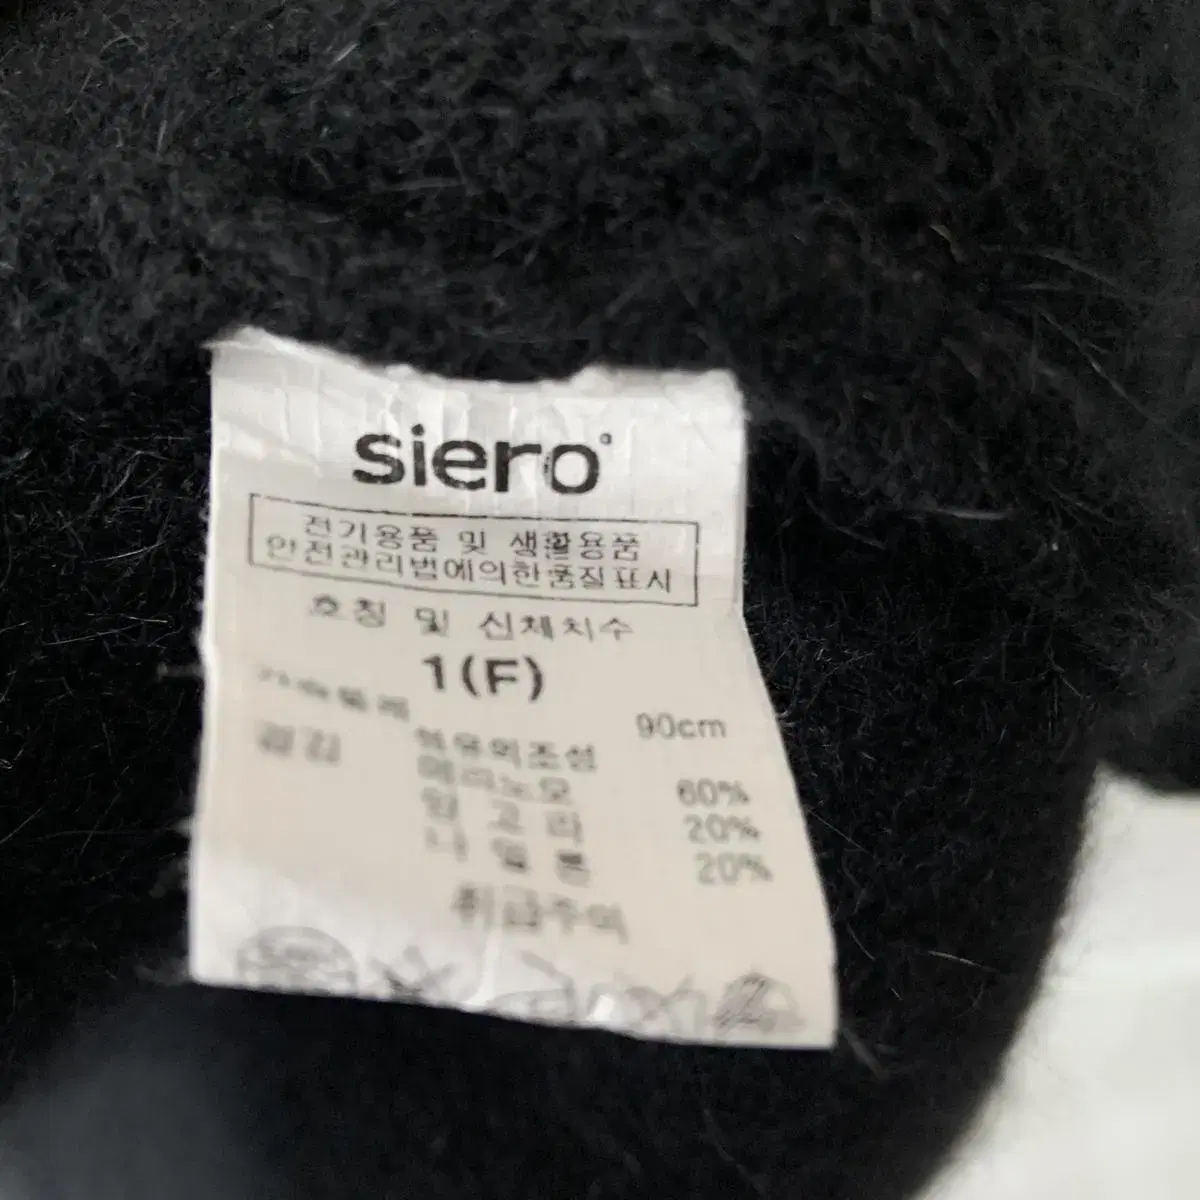 siero°
전기용품 및 생활용품
안전관리법에의한품질표시
호칭 및 신체치수
1(F)
가슴둘레 90cm
겉감 섬유의조성
메리노모 60%
앙고라 20%
나일론 20%
취급주의